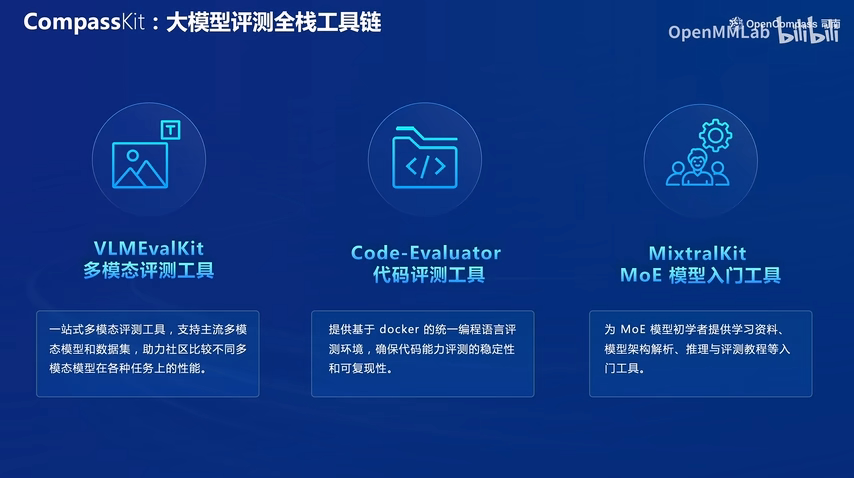 CompassKit：大模型评测全栈工具链
OpenCompass 司南
OpenMMLab
bilibili
T
</>
VLMEvalKit
多模态评测工具
一站式多模态评测工具，支持主流多模
态模型和数据集，助力社区比较不同多
模态模型在各种任务上的性能。
Code-Evaluator
代码评测工具
提供基于 docker 的统一编程语言评
测环境，确保代码能力评测的稳定性
和可复现性。
MixtralKit
MoE 模型入门工具
为 MoE 模型初学者提供学习资料、
模型架构解析、推理与评测教程等入
门工具。